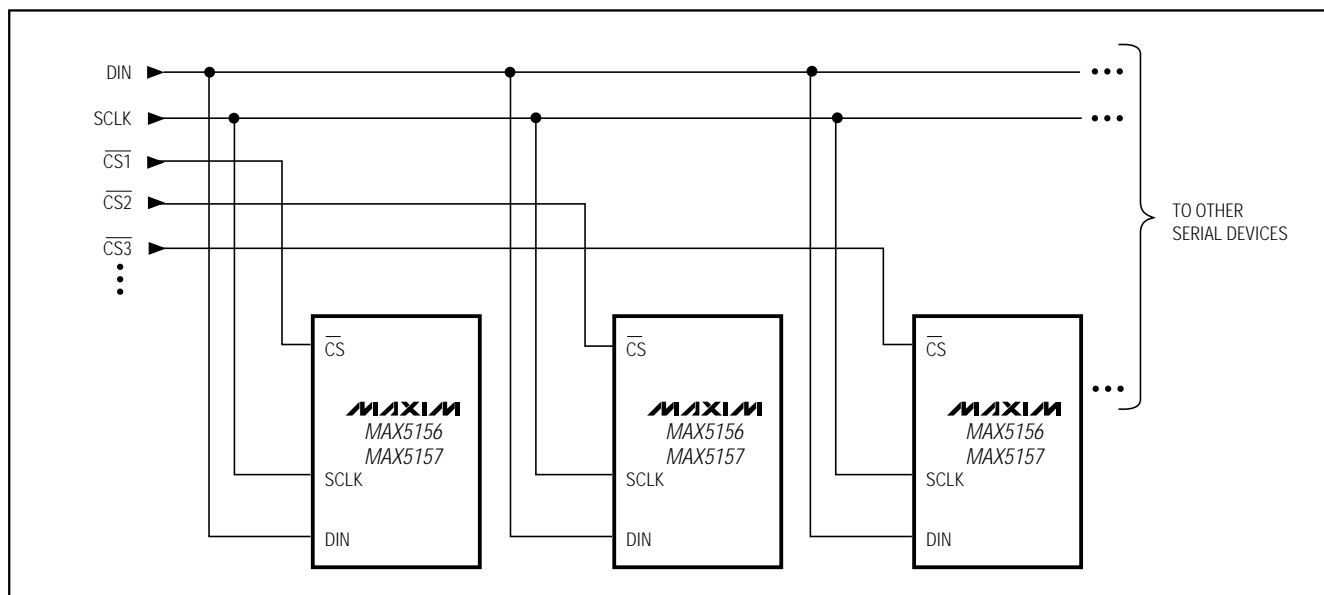 DIN
SCLK
CS1
CS2
CS3
TO OTHER
SERIAL DEVICES
CS
MAXIM
MAX5156
MAX5157
SCLK
DIN
CS
MAXIM
MAX5156
MAX5157
SCLK
DIN
CS
MAXIM
MAX5156
MAX5157
SCLK
DIN